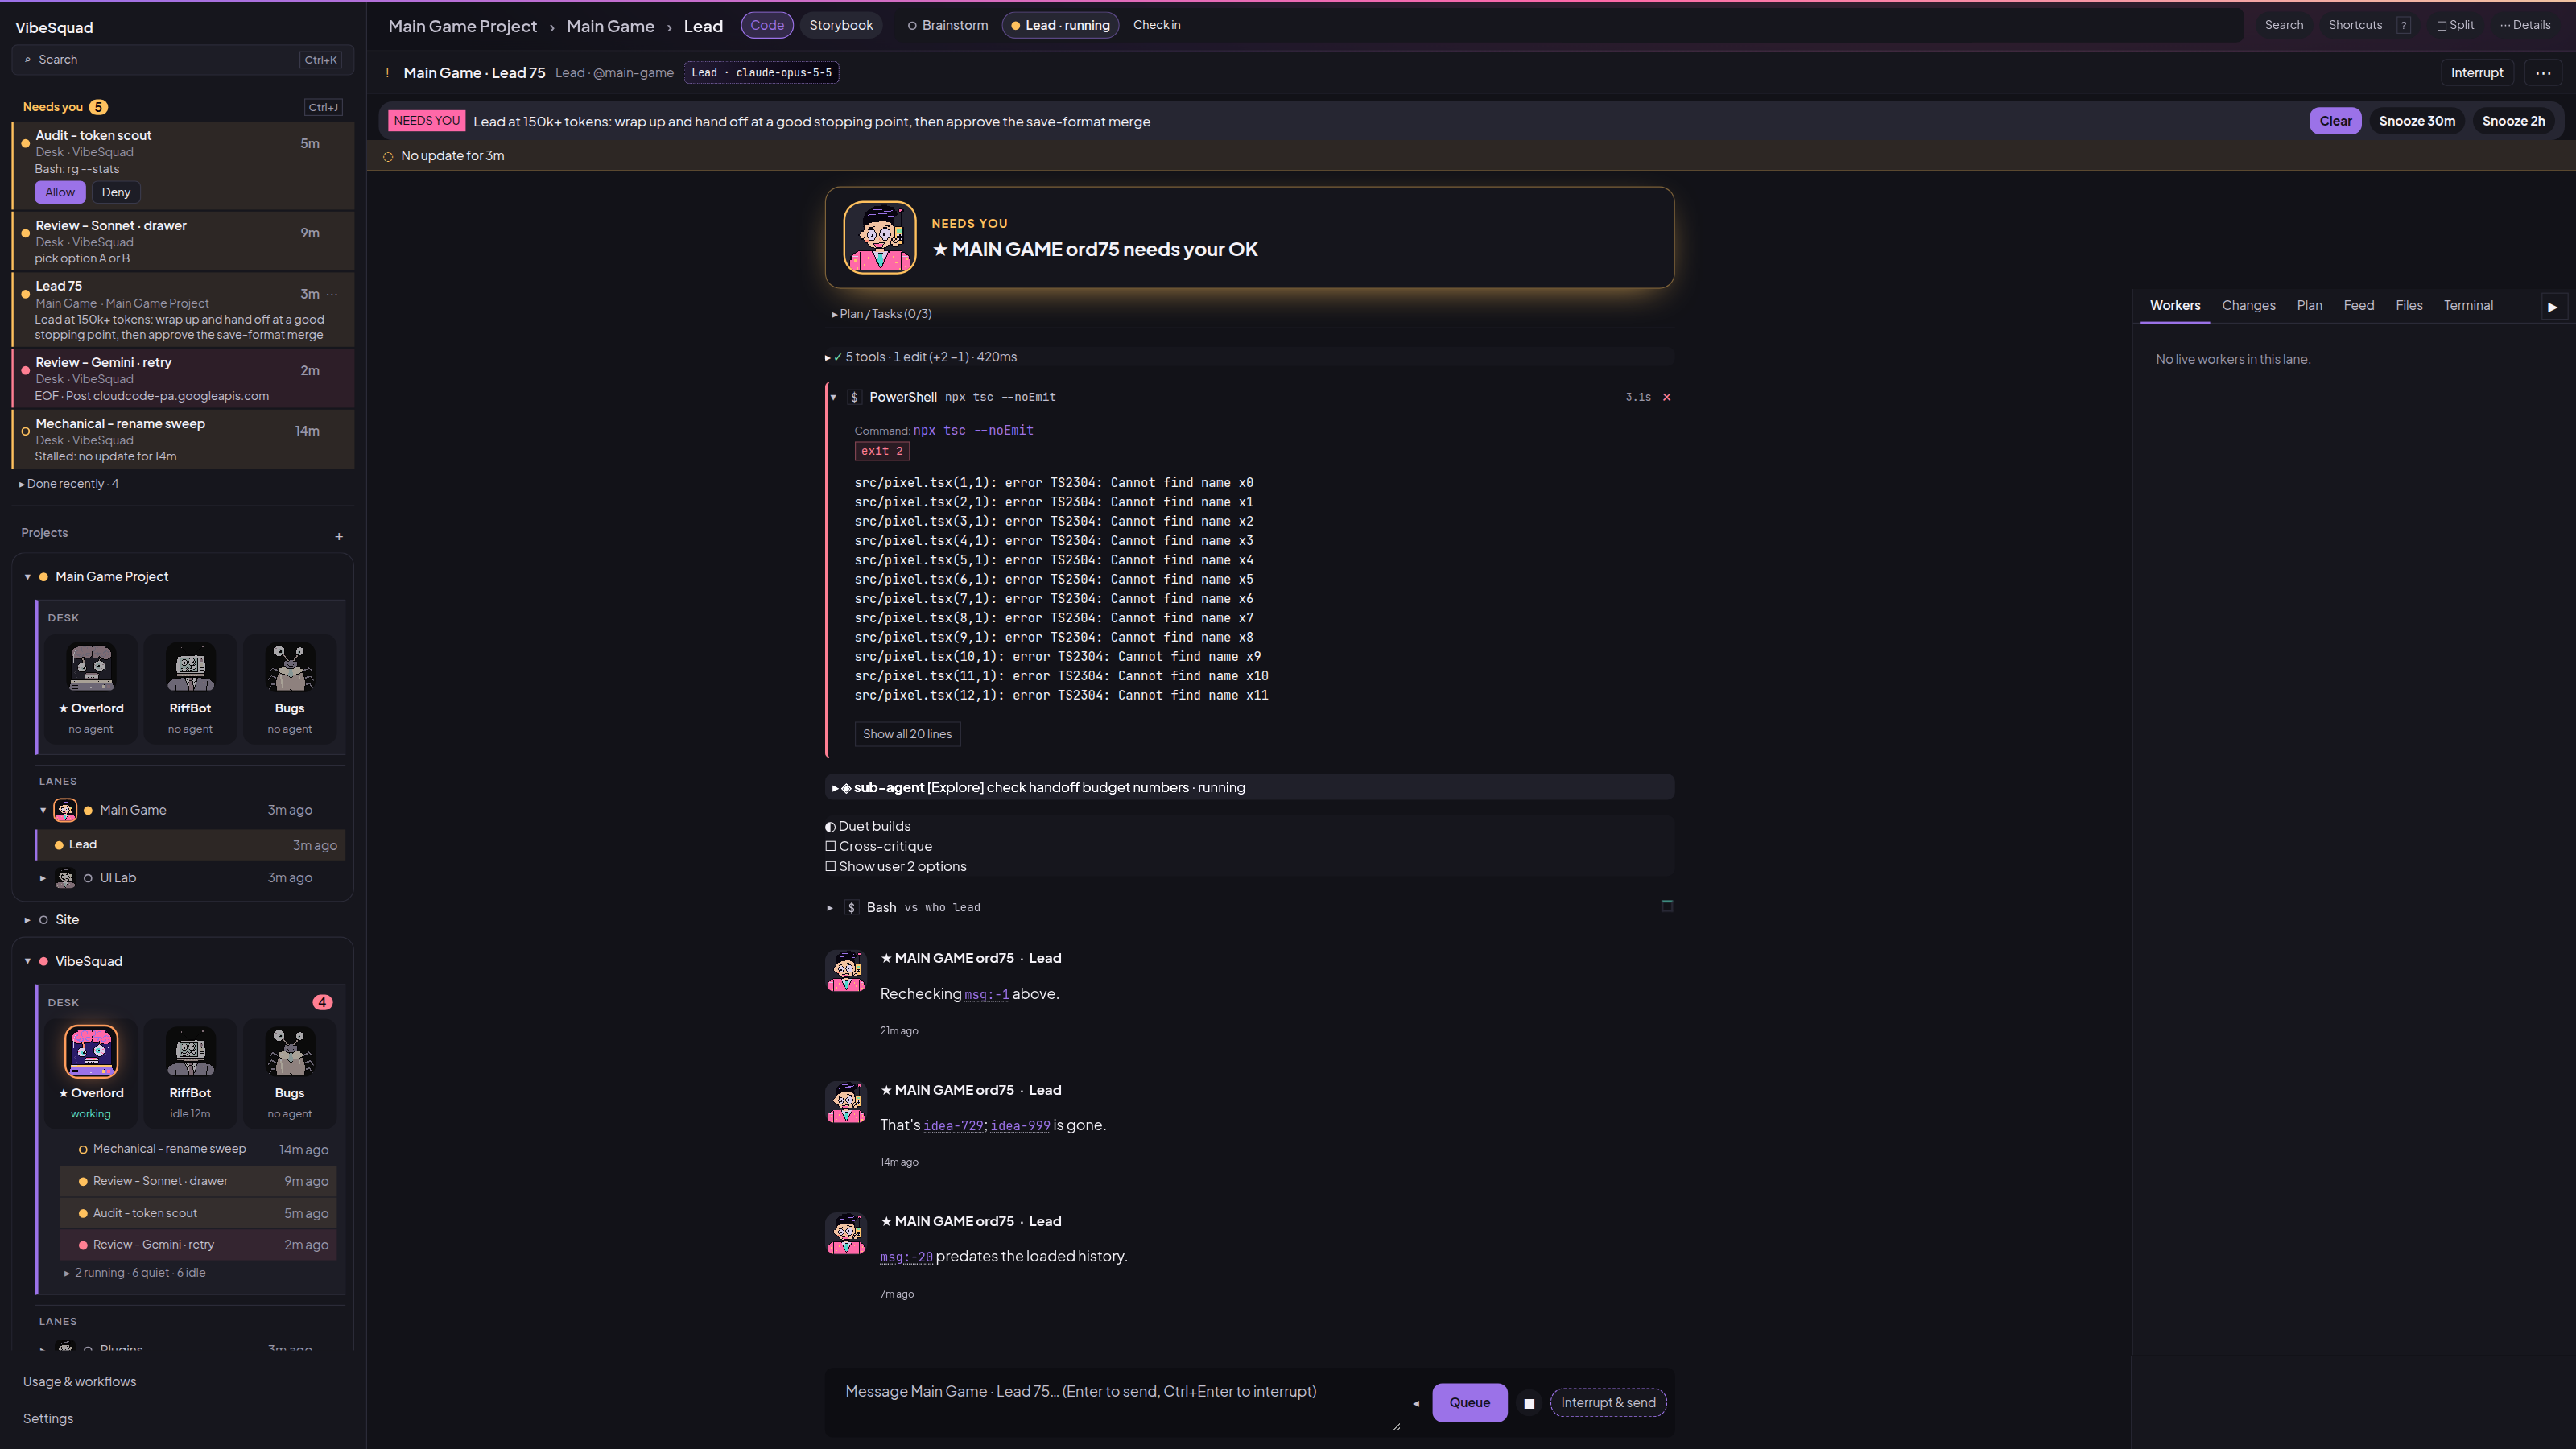 VibeSquad
Search Ctrl+K
Needs you 5 Ctrl+J
Audit - token scout
Desk · VibeSquad 5m
Bash: rg --stats
Allow Deny
Review - Sonnet · drawer
Desk · VibeSquad 9m
pick option A or B
Lead 75
Main Game · Main Game Project 3m ···
Lead at 150k+ tokens: wrap up and hand off at a good
stopping point, then approve the save-format merge
Review - Gemini · retry
Desk · VibeSquad 2m
EOF · Post cloudcode-pa.googleapis.com
Mechanical - rename sweep
Desk · VibeSquad 14m
Stalled: no update for 14m
▸ Done recently · 4
Projects +
▾ Main Game Project
DESK
★ Overlord RiffBot Bugs
no agent no agent no agent
LANES
▾ Main Game 3m ago
Lead 3m ago
▸ UI Lab 3m ago
▸ Site
▾ VibeSquad
DESK 4
★ Overlord RiffBot Bugs
working idle 12m no agent
Mechanical - rename sweep 14m ago
Review - Sonnet · drawer 9m ago
Audit - token scout 5m ago
Review - Gemini · retry 2m ago
▸ 2 running · 6 quiet · 6 idle
LANES
▸ Plugins 3m ago
Usage & workflows
Settings
Main Game Project › Main Game › Lead Code Storybook Brainstorm Lead · running Check in Search Shortcuts ? Split ··· Details
! Main Game · Lead 75 Lead · @main-game Lead · claude-opus-5-5 Interrupt ···
NEEDS YOU Lead at 150k+ tokens: wrap up and hand off at a good stopping point, then approve the save-format merge Clear Snooze 30m Snooze 2h
No update for 3m
NEEDS YOU
★ MAIN GAME ord75 needs your OK
▸ Plan / Tasks (0/3)
▸ ✓ 5 tools · 1 edit (+2 −1) · 420ms
▾ $ PowerShell npx tsc --noEmit 3.1s ×
Command: npx tsc --noEmit
exit 2
src/pixel.tsx(1,1): error TS2304: Cannot find name x0
src/pixel.tsx(2,1): error TS2304: Cannot find name x1
src/pixel.tsx(3,1): error TS2304: Cannot find name x2
src/pixel.tsx(4,1): error TS2304: Cannot find name x3
src/pixel.tsx(5,1): error TS2304: Cannot find name x4
src/pixel.tsx(6,1): error TS2304: Cannot find name x5
src/pixel.tsx(7,1): error TS2304: Cannot find name x6
src/pixel.tsx(8,1): error TS2304: Cannot find name x7
src/pixel.tsx(9,1): error TS2304: Cannot find name x8
src/pixel.tsx(10,1): error TS2304: Cannot find name x9
src/pixel.tsx(11,1): error TS2304: Cannot find name x10
src/pixel.tsx(12,1): error TS2304: Cannot find name x11
Show all 20 lines
▸ ◈ sub-agent [Explore] check handoff budget numbers · running
◐ Duet builds
☐ Cross-critique
☐ Show user 2 options
▸ $ Bash vs who lead
★ MAIN GAME ord75 · Lead
Rechecking msg:-1 above.
21m ago
★ MAIN GAME ord75 · Lead
That's idea-729; idea-999 is gone.
14m ago
★ MAIN GAME ord75 · Lead
msg:-20 predates the loaded history.
7m ago
Message Main Game · Lead 75… (Enter to send, Ctrl+Enter to interrupt) ◂ Queue ■ Interrupt & send
Workers Changes Plan Feed Files Terminal ▶
No live workers in this lane.